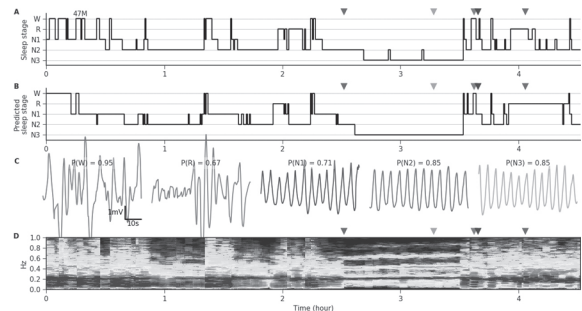 A
47M
W
R
N1
N2
N3
Sleep stage
0 1 2 3 4
B
W
R
N1
N2
N3
Predicted
sleep stage
0 1 2 3 4
C
P(W) = 0.95 P(R) = 0.67 P(N1) = 0.71 P(N2) = 0.85 P(N3) = 0.85
1mV
10s
D
1.0
0.8
0.6
0.4
0.2
0.0
Hz
0 1 2 3 4
Time (hour)